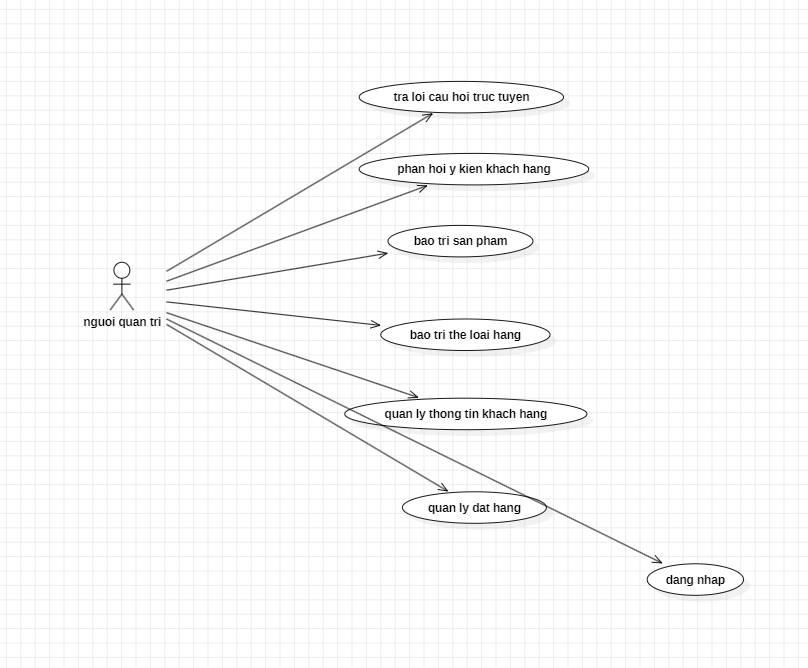 tra loi cau hoi truc tuyen
phan hoi y kien khach hang
bao tri san pham
nguoi quan tri
bao tri the loai hang
quan ly thong tin khach hang
quan ly dat hang
dang nhap